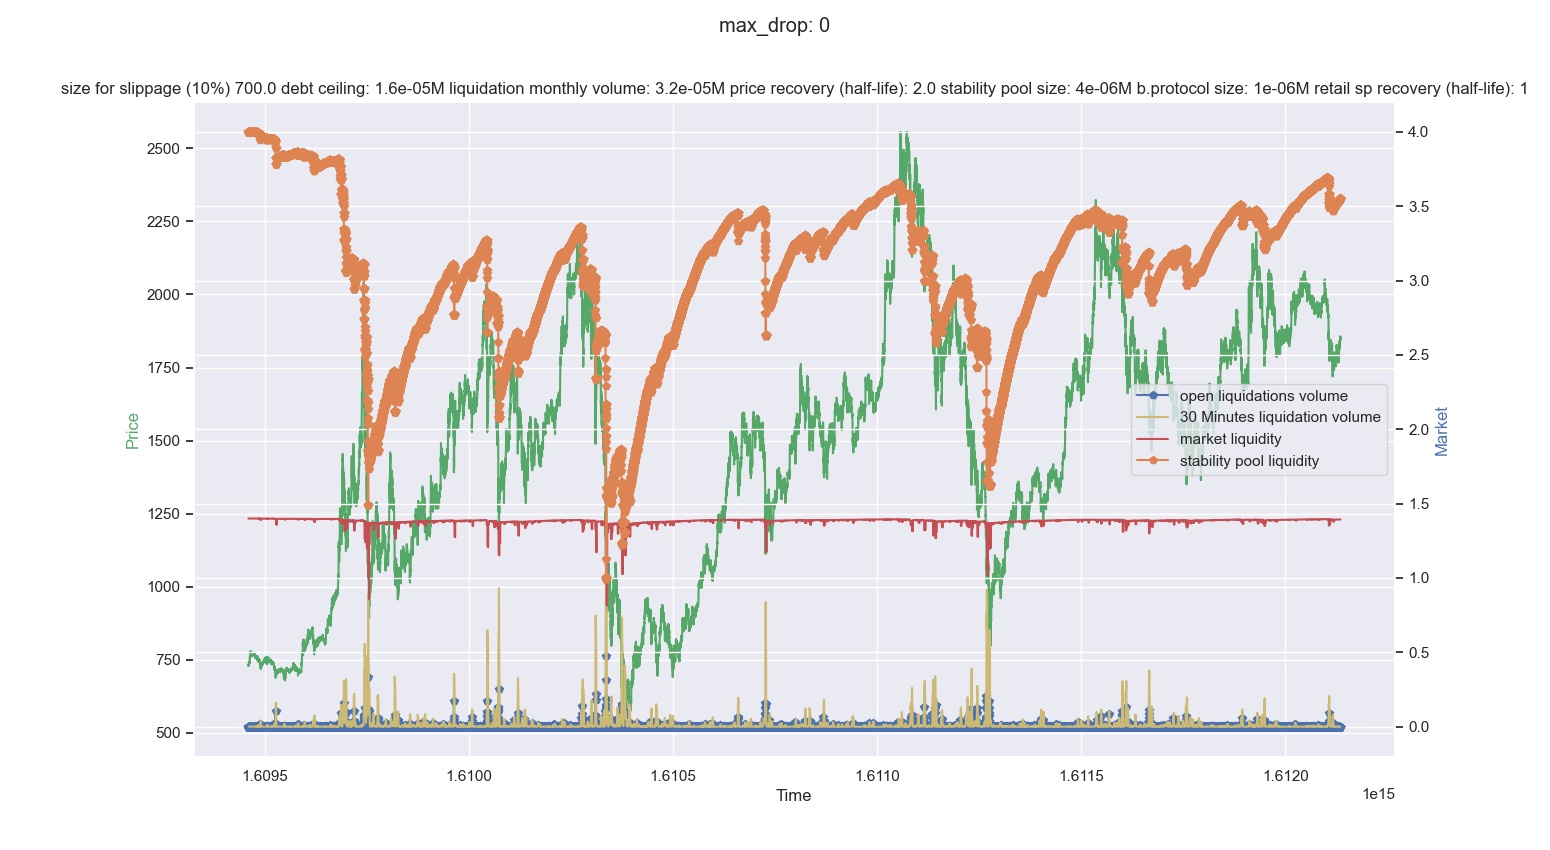 max_drop: 0
size for slippage (10%) 700.0 debt ceiling: 1.6e-05M liquidation monthly volume: 3.2e-05M price recovery (half-life): 2.0 stability pool size: 4e-06M b.protocol size: 1e-06M retail sp recovery (half-life): 1
2500
2250
2000
1750
1500
1250
1000
750
500
Price
4.0
3.5
3.0
2.5
2.0
1.5
1.0
0.5
0.0
Market
open liquidations volume
30 Minutes liquidation volume
market liquidity
stability pool liquidity
1.6095 1.6100 1.6105 1.6110 1.6115 1.6120
Time
1e15